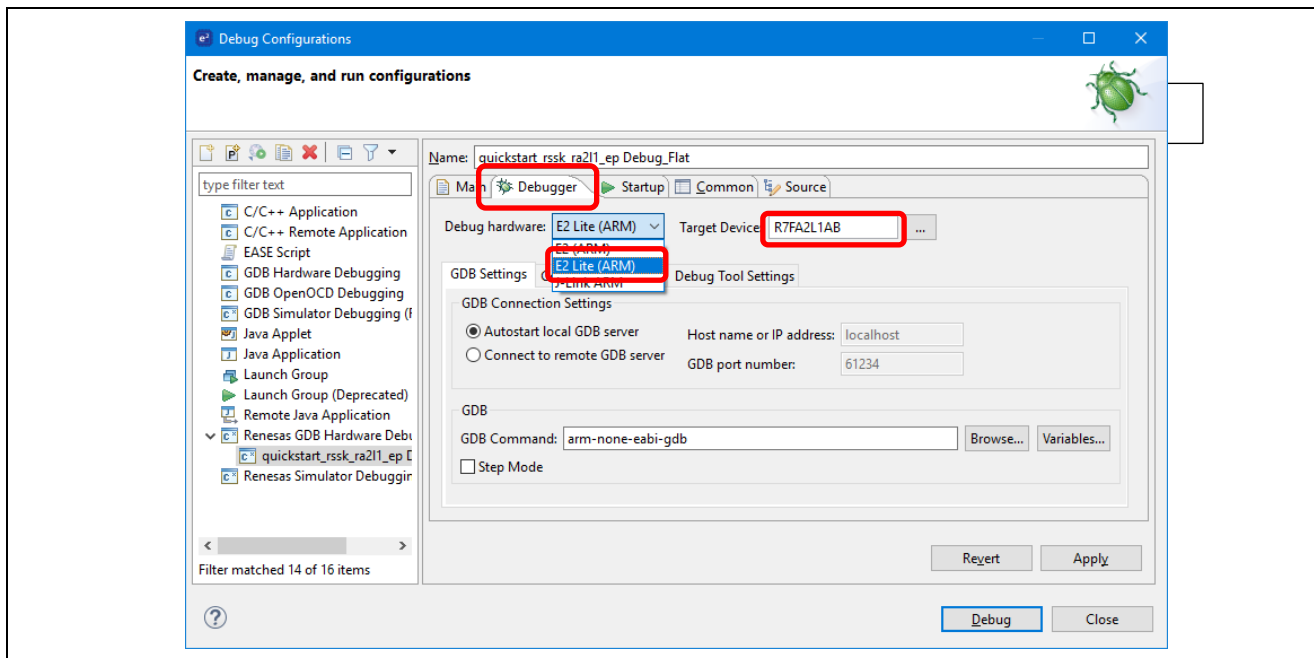 e² Debug Configurations
Create, manage, and run configurations
type filter text
C/C++ Application
C/C++ Remote Application
EASE Script
GDB Hardware Debugging
GDB OpenOCD Debugging
GDB Simulator Debugging (
Java Applet
Java Application
Launch Group
Launch Group (Deprecated)
Remote Java Application
Renesas GDB Hardware Debu
quickstart_rssk_ra2l1_ep D
Renesas Simulator Debuggin
Filter matched 14 of 16 items
Name: quickstart_rssk_ra2l1_ep Debug_Flat
Main Debugger Startup Common Source
Debug hardware: E2 Lite (ARM) Target Device: R7FA2L1AB ...
E2 (ARM)
E2 Lite (ARM)
J-Link ARM
GDB Settings Debug Tool Settings
GDB Connection Settings
Autostart local GDB server Host name or IP address: localhost
Connect to remote GDB server GDB port number: 61234
GDB
GDB Command: arm-none-eabi-gdb Browse... Variables...
Step Mode
Revert Apply
? Debug Close